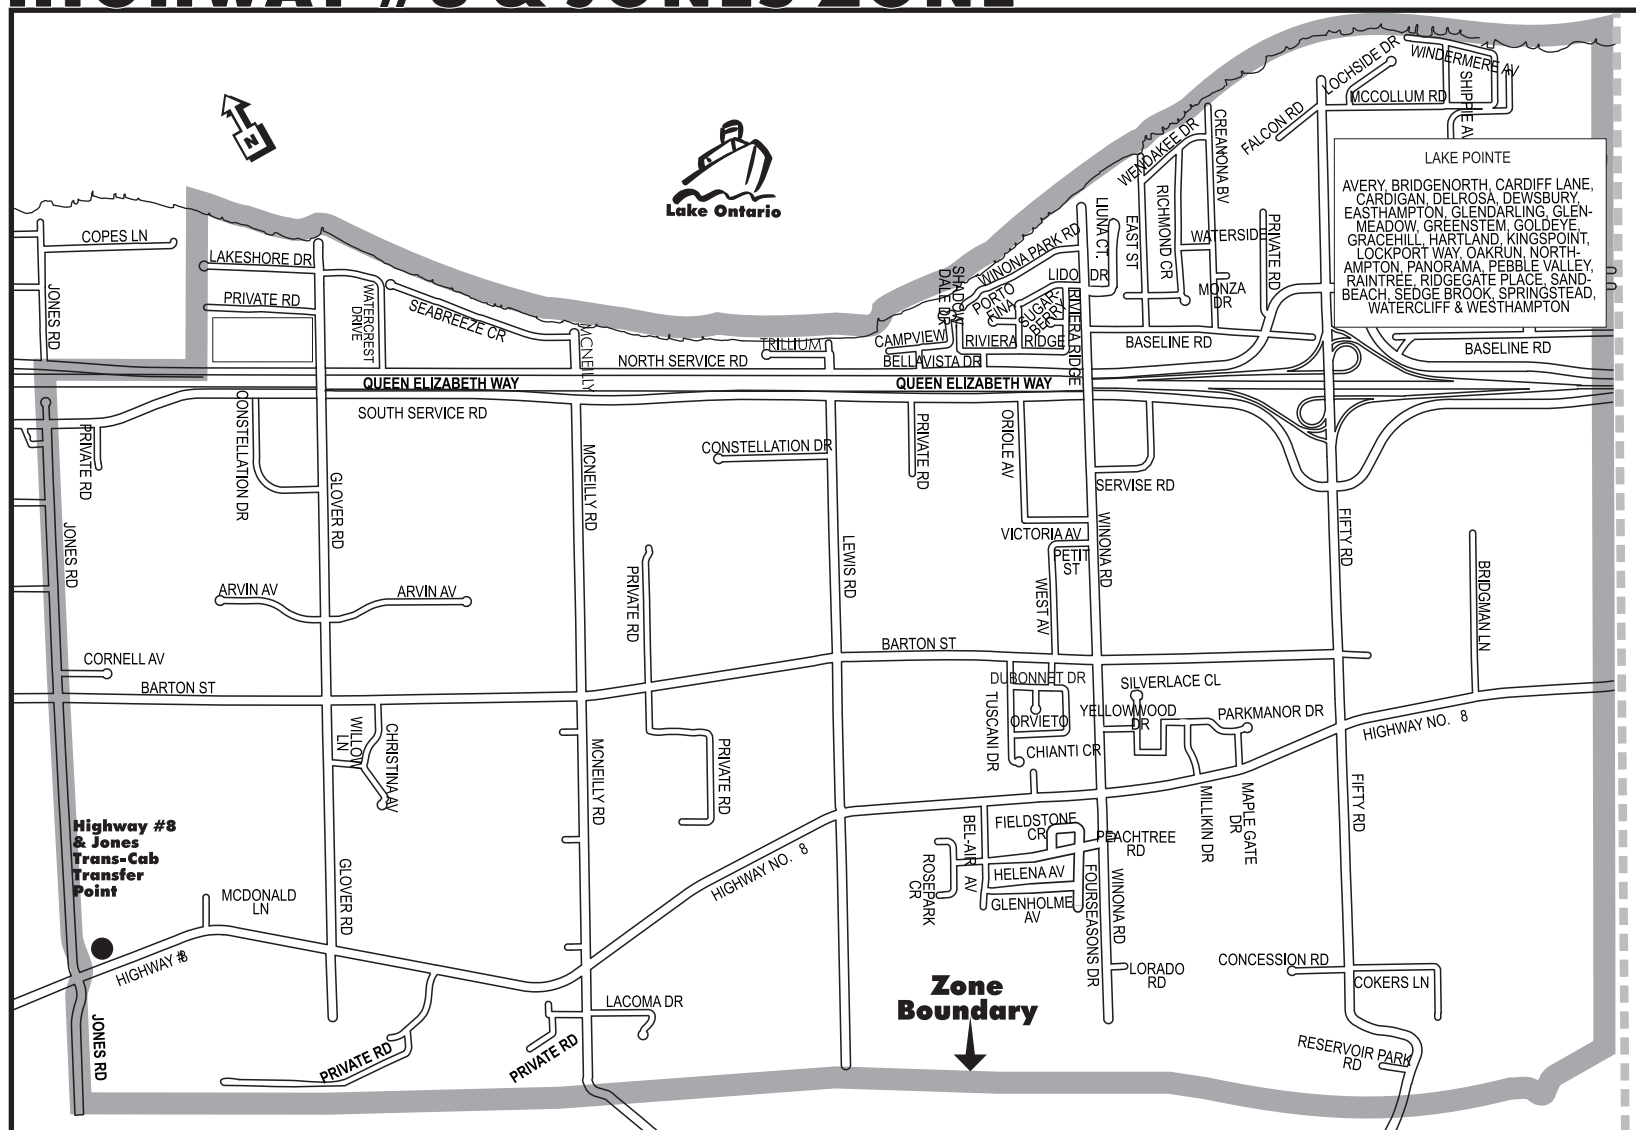 HIGHWAY #8 & JONES ZONE
LOCHSIDE DR
WINDERMERE AV
SHIPPIE AV
MCCOLLUM RD
FALCON RD
CREANONA BV
WENDAKEE DR
N
Lake Ontario
LAKE POINTE
AVERY, BRIDGENORTH, CARDIFF LANE,
CARDIGAN, DELROSA, DEWSBURY,
EASTHAMPTON, GLENDARLING, GLEN-
MEADOW, GREENSTEM, GOLDEYE,
GRACEHILL, HARTLAND, KINGSPOINT,
LOCKPORT WAY, OAKRUN, NORTH-
AMPTON, PANORAMA, PEBBLE VALLEY,
RAINTREE, RIDGEGATE PLACE, SAND-
BEACH, SEDGE BROOK, SPRINGSTEAD,
WATERCLIFF & WESTHAMPTON
COPES LN
LAKESHORE DR
PRIVATE RD
JONES RD
WATERCREST
DRIVE
SEABREEZE CR
MCNEILLY
NORTH SERVICE RD
TRILLIUM
CAMPVIEW
BELLAVISTA DR
SHADOW
DALE DR
WINONA PARK RD
PORTO
FINA
SUGAR-
BERRY
RIVIERA RIDGE
RIVIERA RIDGE
LIDO DR
LIUNA CT.
EAST ST
RICHMOND CR
WATERSIDE
MONZA
DR
PRIVATE RD
BASELINE RD
BASELINE RD
QUEEN ELIZABETH WAY
QUEEN ELIZABETH WAY
SOUTH SERVICE RD
PRIVATE RD
CONSTELLATION DR
GLOVER RD
MCNEILLY RD
CONSTELLATION DR
PRIVATE RD
ORIOLE AV
SERVISE RD
VICTORIA AV
PETIT
ST
WINONA RD
WEST AV
LEWIS RD
FIFTY RD
BRIDGMAN LN
JONES RD
ARVIN AV
ARVIN AV
PRIVATE RD
CORNELL AV
BARTON ST
BARTON ST
DUBONNET DR
ORVIETO
TUSCANI DR
CHIANTI CR
SILVERLACE CL
YELLOWWOOD
DR
PARKMANOR DR
HIGHWAY NO. 8
WILLOW
LN
CHRISTINA AV
MCNEILLY RD
PRIVATE RD
MILLIKIN DR
MAPLE GATE
DR
FIFTY RD
Highway #8
& Jones
Trans-Cab
Transfer
Point
MCDONALD
LN
GLOVER RD
HIGHWAY NO. 8
BEL-AIR AV
ROSEPARK
CR
FIELDSTONE
CR
PEACHTREE
RD
HELENA AV
GLENHOLME
AV
FOURSEASONS DR
WINONA RD
LORADO
RD
CONCESSION RD
COKERS LN
HIGHWAY #8
JONES RD
PRIVATE RD
PRIVATE RD
LACOMA DR
Zone
Boundary
RESERVOIR PARK
RD